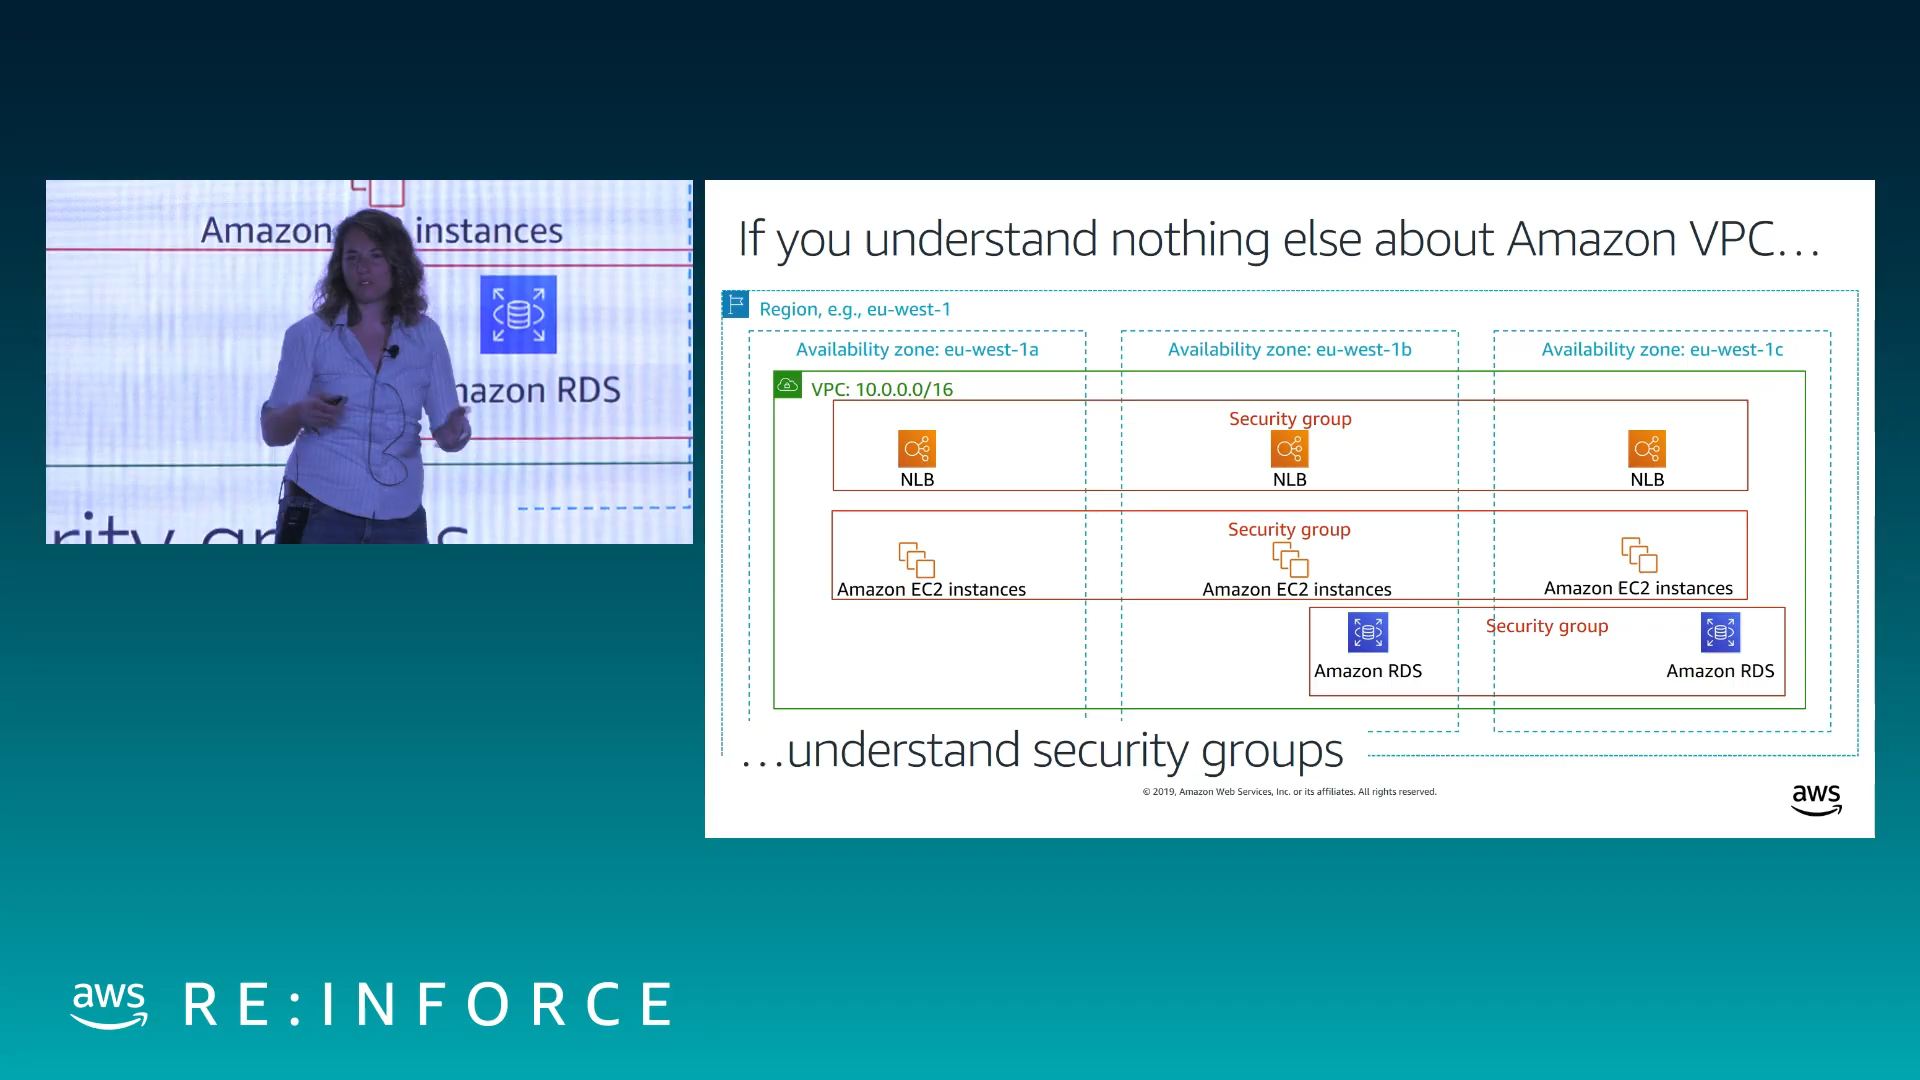 Amazon instances
mazon RDS
rity gr s
If you understand nothing else about Amazon VPC...
Region, e.g., eu-west-1
Availability zone: eu-west-1a
Availability zone: eu-west-1b
Availability zone: eu-west-1c
VPC: 10.0.0.0/16
Security group
NLB
NLB
NLB
Security group
Amazon EC2 instances
Amazon EC2 instances
Amazon EC2 instances
Security group
Amazon RDS
Amazon RDS
...understand security groups
© 2019, Amazon Web Services, Inc. or its affiliates. All rights reserved.
aws
aws RE:INFORCE